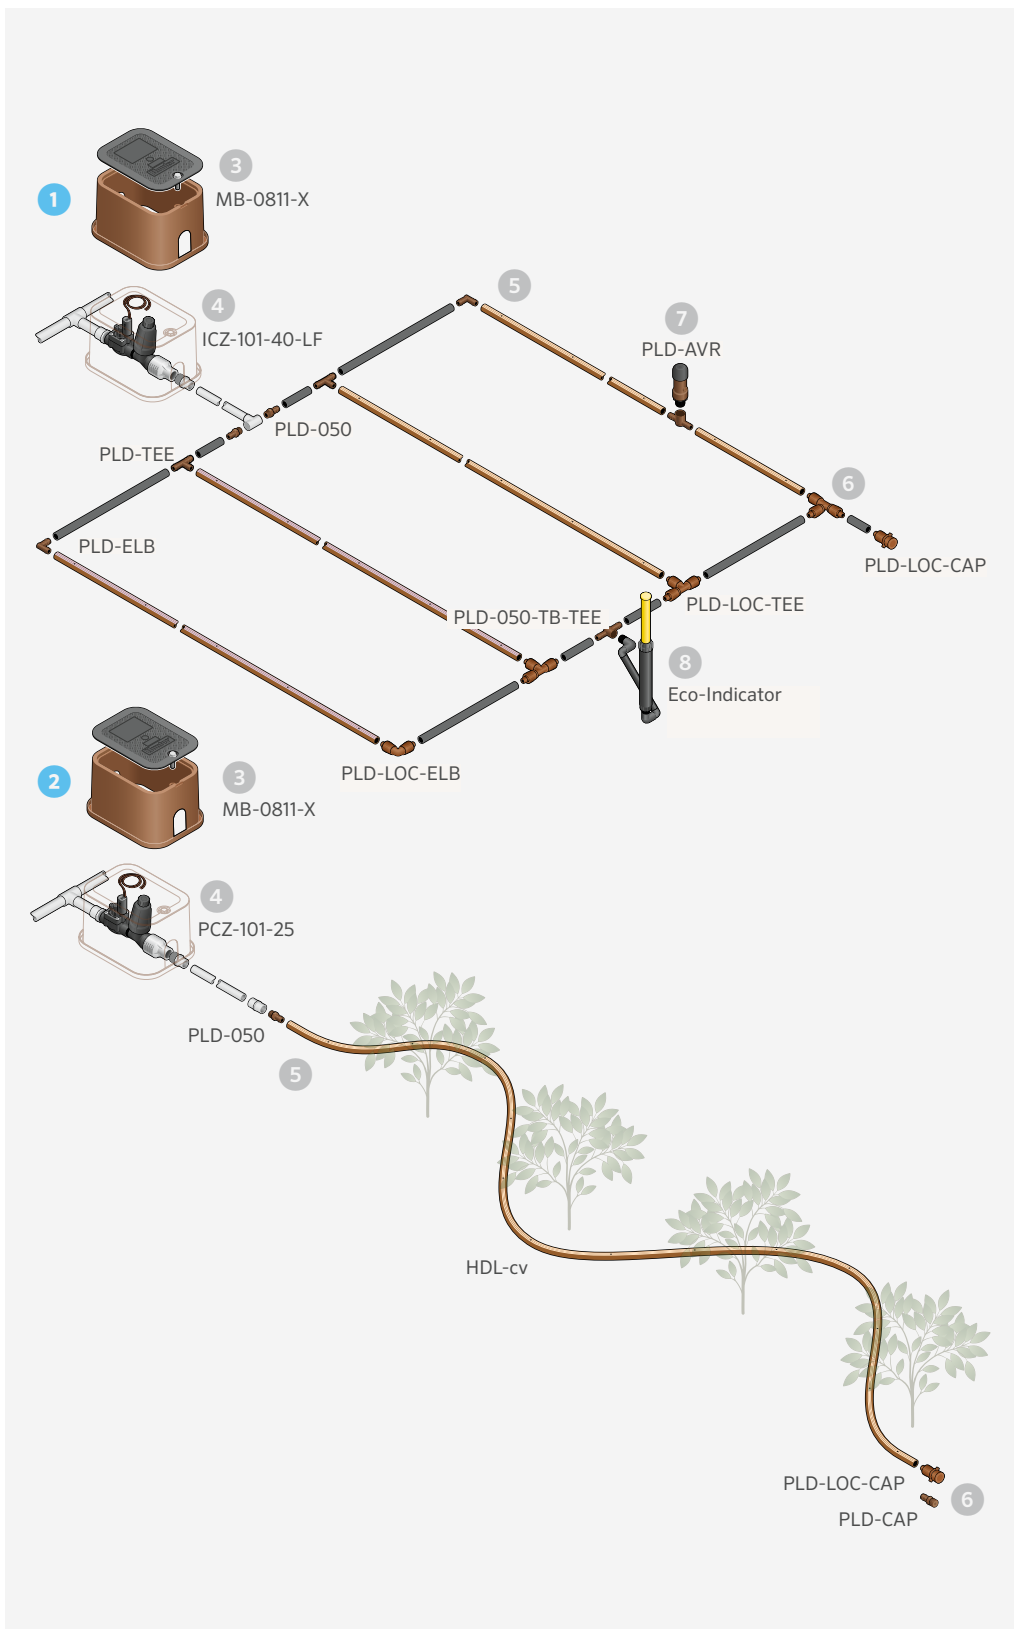 3
1
MB-0811-X
4
ICZ-101-40-LF
5
7
PLD-AVR
PLD-050
PLD-TEE
6
PLD-ELB
PLD-LOC-CAP
PLD-LOC-TEE
PLD-050-TB-TEE
8
Eco-Indicator
PLD-LOC-ELB
2
3
MB-0811-X
4
PCZ-101-25
PLD-050
5
HDL-cv
PLD-LOC-CAP
6
PLD-CAP